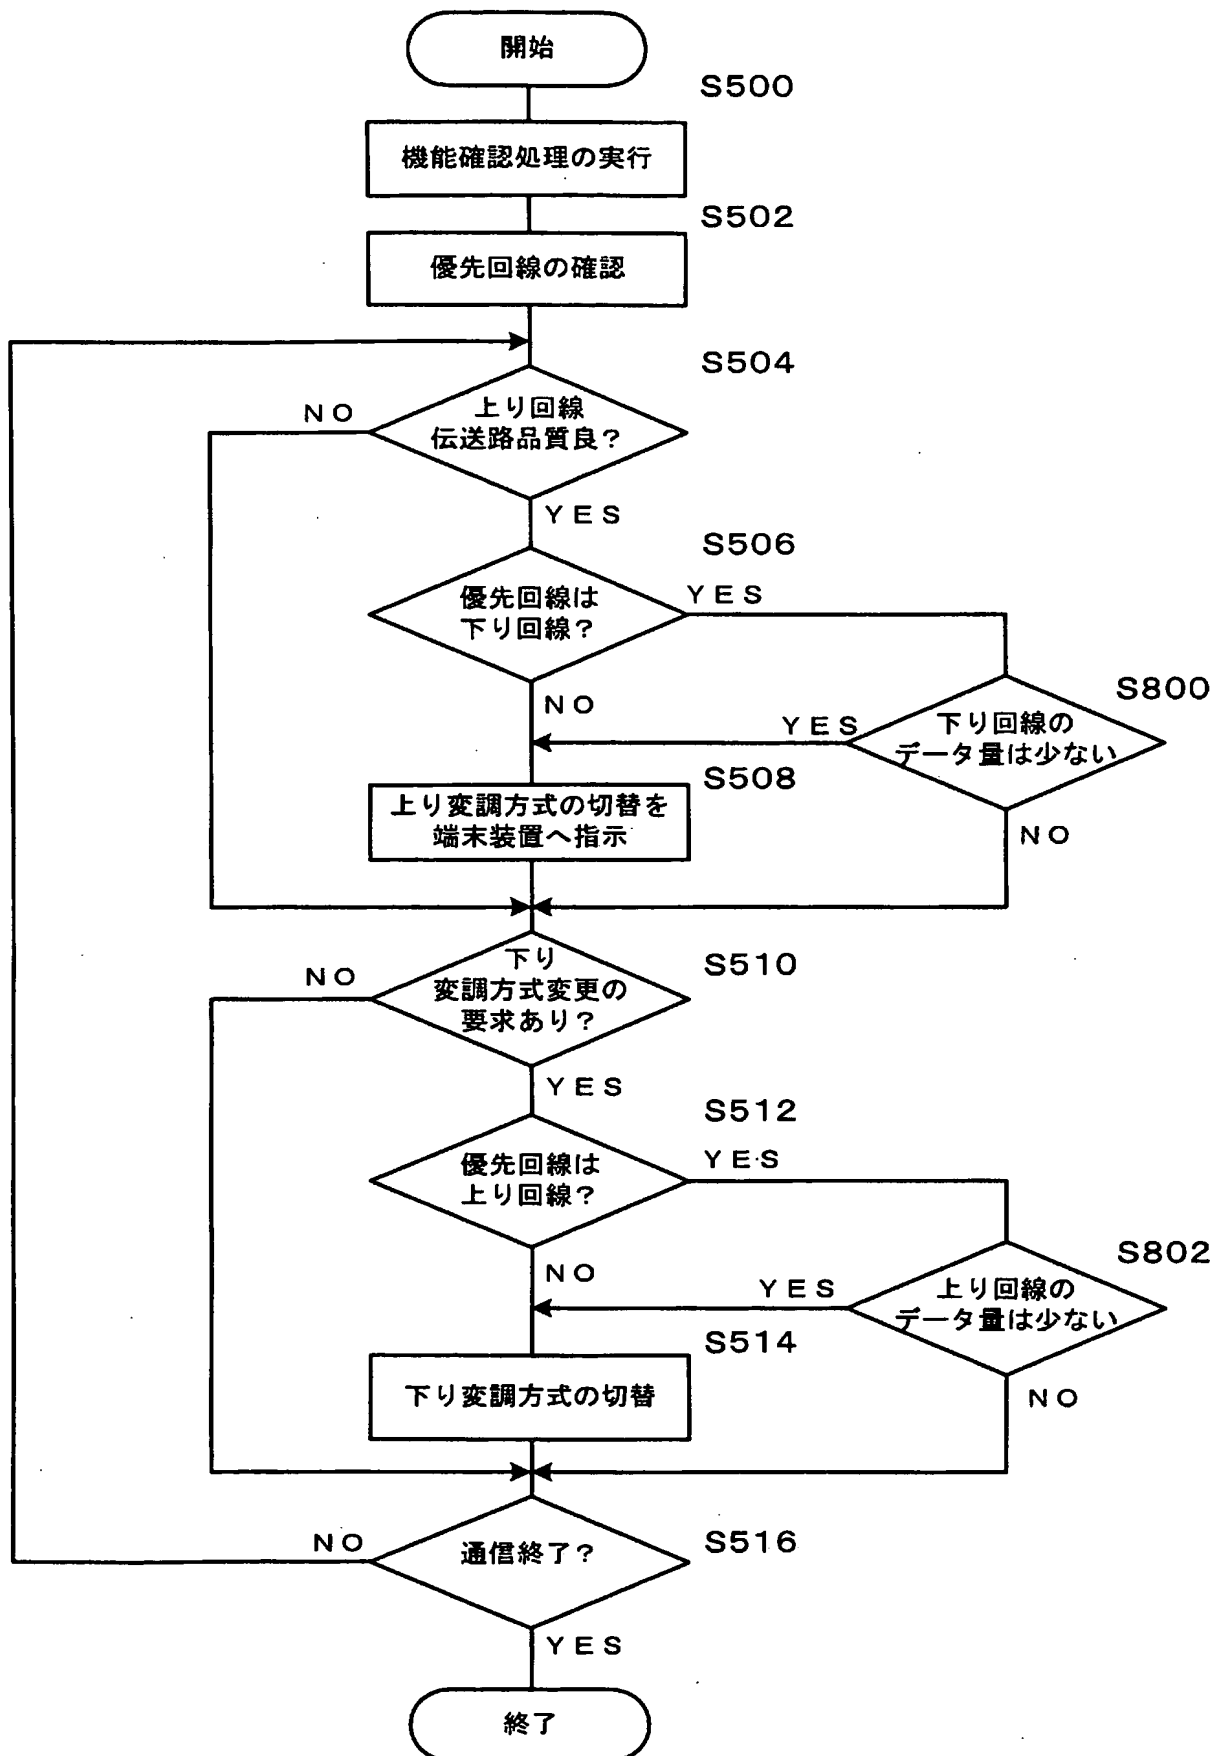 開始
S500
機能確認処理の実行
S502
優先回線の確認
S504
NO
上り回線
伝送路品質良?
YES
S506
優先回線は
下り回線?
YES
NO
S800
YES
下り回線の
データ量は少ない
S508
上り変調方式の切替を
端末装置へ指示
NO
S510
NO
下り
変調方式変更の
要求あり?
YES
S512
優先回線は
上り回線?
YES
NO
S802
YES
上り回線の
データ量は少ない
S514
下り変調方式の切替
NO
NO
通信終了?
S516
YES
終了